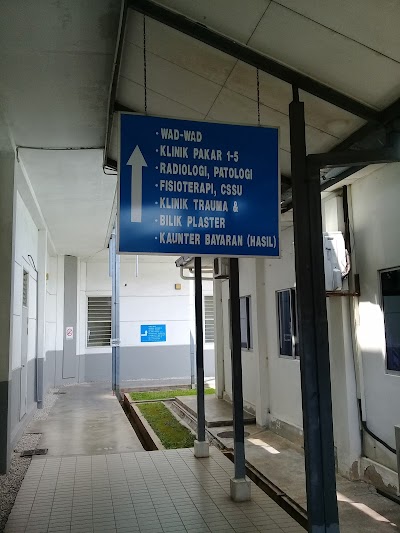 - WAD-WAD
- KLINIK PAKAR 1-5
- RADIOLOGI, PATOLOGI
- FISIOTERAPI, CSSU
- KLINIK TRAUMA &
- BILIK PLASTER
- KAUNTER BAYARAN (HASIL)